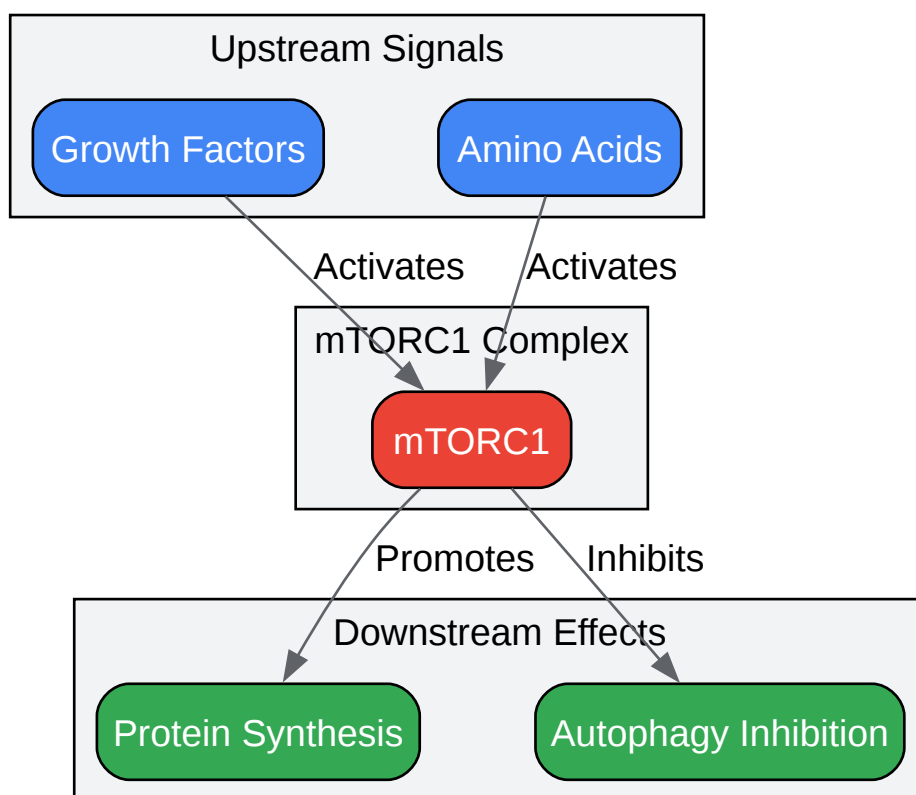 Upstream Signals
Growth Factors
Amino Acids
Activates
Activates
mTORC1 Complex
mTORC1
Promotes
Inhibits
Downstream Effects
Protein Synthesis
Autophagy Inhibition